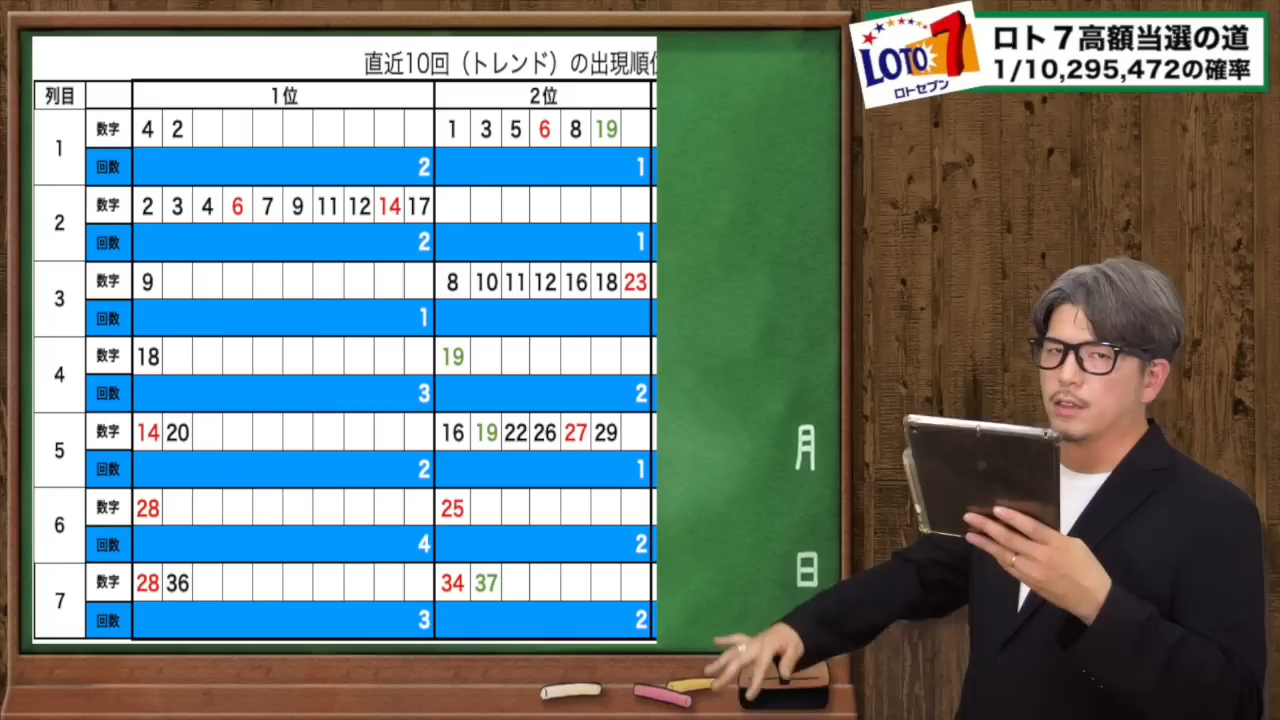 直近10回（トレンド）の出現順
列目 1位 2位
1 数字 4 2 1 3 5 6 8 19
回数 2 1
2 数字 2 3 4 6 7 9 11 12 14 17
回数 2 1
3 数字 9 8 10 11 12 16 18 23
回数 1
4 数字 18 19
回数 3 2
5 数字 14 20 16 19 22 26 27 29
回数 2 1
6 数字 28 25
回数 4 2
7 数字 28 36 34 37
回数 3 2
月
日
LOTO 7
ロトセブン
ロト７高額当選の道
1/10,295,472の確率